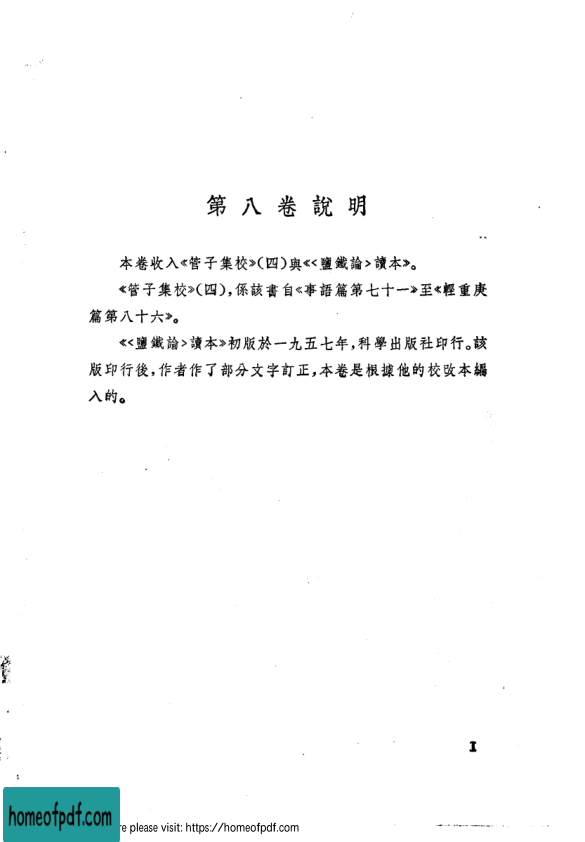 第八卷說明
本卷收入《管子集校》(四)與《<鹽鐵論>讀本》。
《管子集校》(四),係該書自《事語篇第七十一》至《輕重庚
篇第八十六》。
《<鹽鐵論>讀本》初版於一九五七年,科學出版社印行。該
版印行後,作者作了部分文字訂正,本卷是根據他的校改本編
入的。
I
homeofpdf.com
re please visit: https://homeofpdf.com